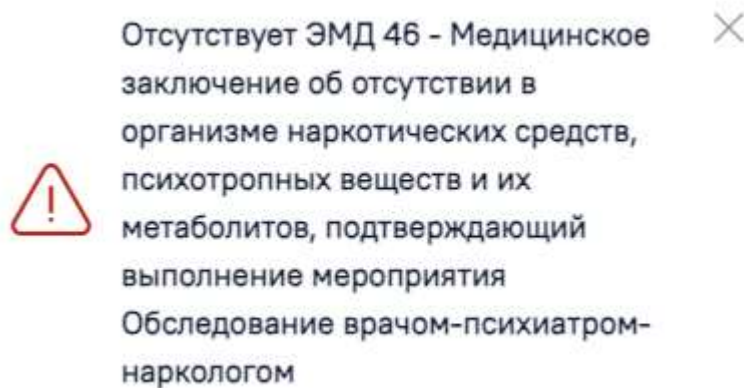 Отсутствует ЭМД 46 - Медицинское
заключение об отсутствии в
организме наркотических средств,
психотропных веществ и их
метаболитов, подтверждающий
выполнение мероприятия
Обследование врачом-психиатром-
наркологом